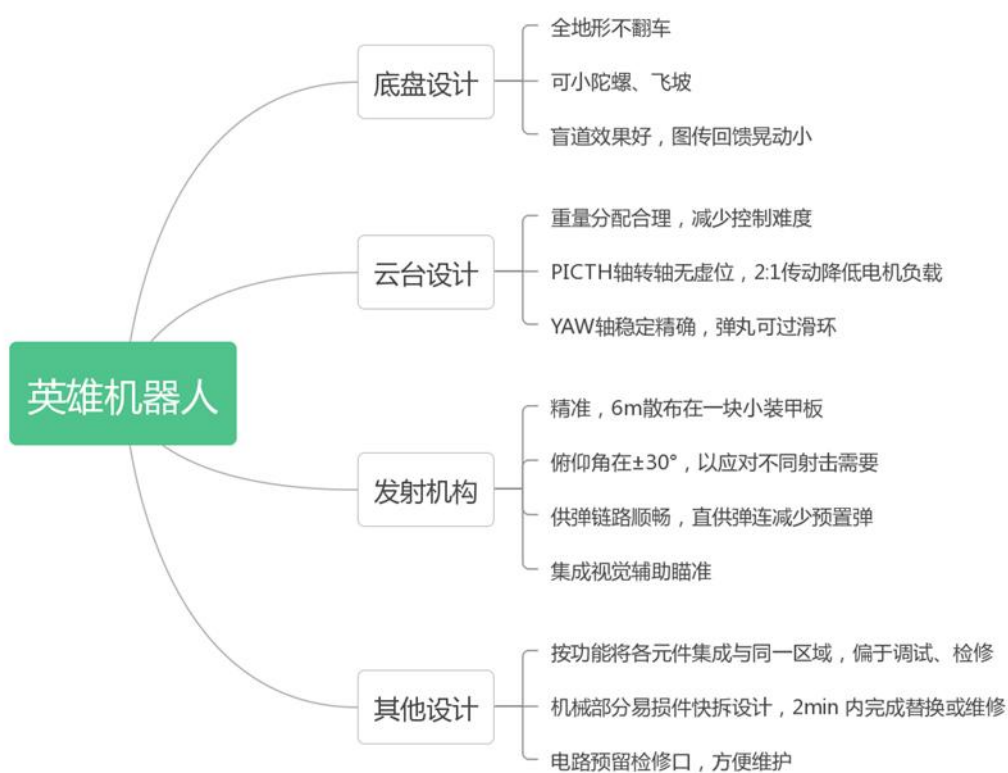 英雄机器人
底盘设计
全地形不翻车
可小陀螺、飞坡
盲道效果好，图传回馈晃动小
云台设计
重量分配合理，减少控制难度
PICTH轴转轴无虚位，2:1传动降低电机负载
YAW轴稳定精确，弹丸可过滑环
发射机构
精准，6m散布在一块小装甲板
俯仰角在±30°，以应对不同射击需要
供弹链路顺畅，直供弹连减少预置弹
集成视觉辅助瞄准
其他设计
按功能将各元件集成与同一区域，偏于调试、检修
机械部分易损件快拆设计，2min 内完成替换或维修
电路预留检修口，方便维护